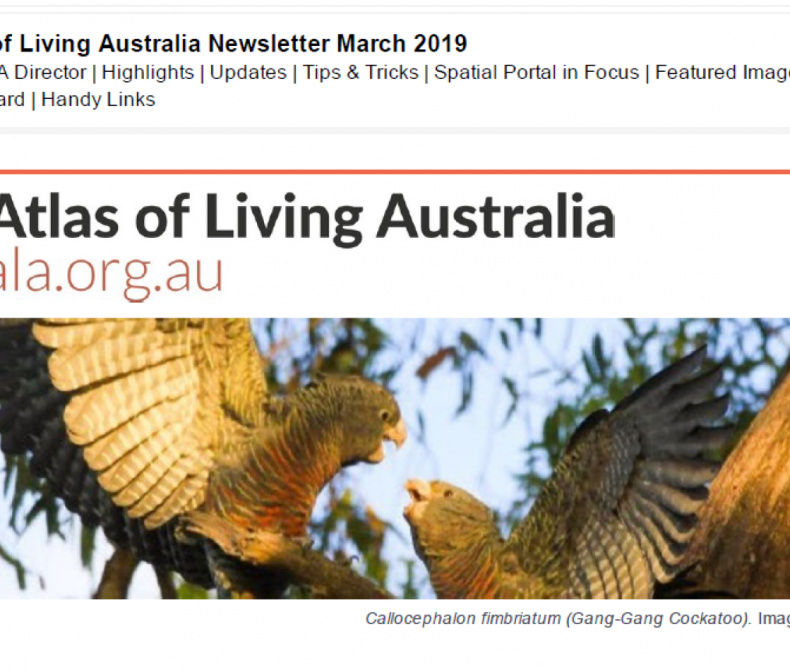 of Living Australia Newsletter March 2019
A Director | Highlights | Updates | Tips & Tricks | Spatial Portal in Focus | Featured Imag
ard | Handy Links
Atlas of Living Australia
ala.org.au
Callocephalon fimbriatum (Gang-Gang Cockatoo). Imag